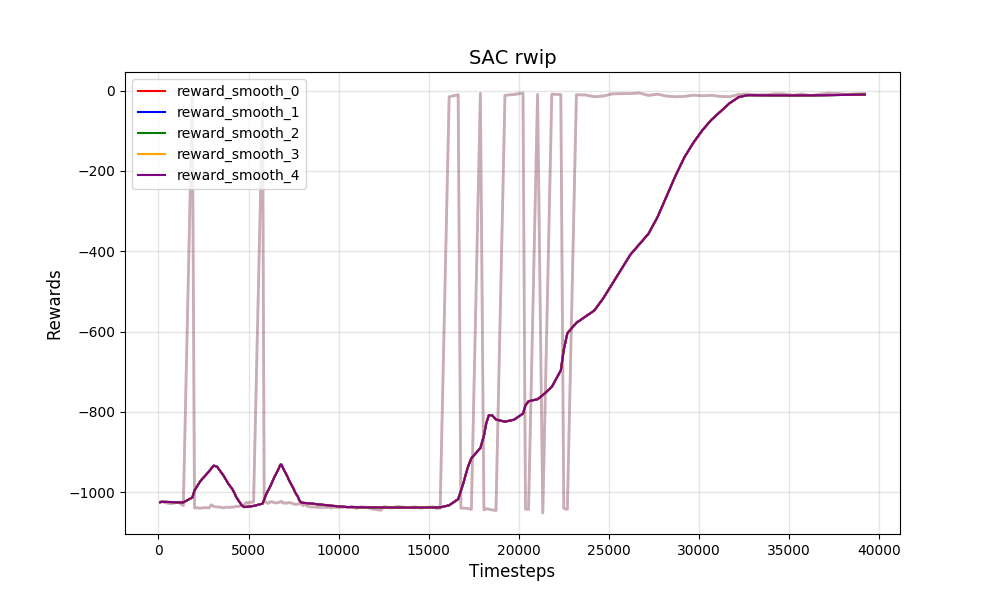 SAC rwip
reward_smooth_0
reward_smooth_1
reward_smooth_2
reward_smooth_3
reward_smooth_4
Rewards
0
−200
−400
−600
−800
−1000
0 5000 10000 15000 20000 25000 30000 35000 40000
Timesteps